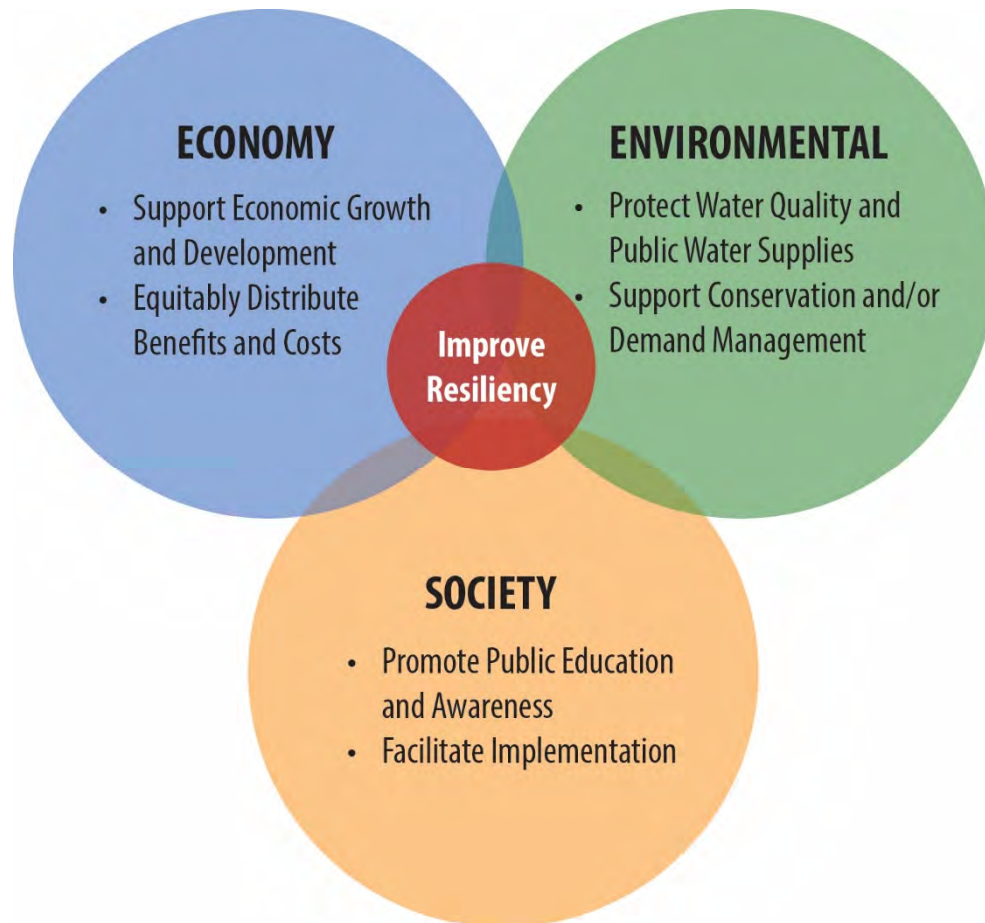 ECONOMY
• Support Economic Growth
and Development
• Equitably Distribute
Benefits and Costs
ENVIRONMENTAL
• Protect Water Quality and
Public Water Supplies
• Support Conservation and/or
Demand Management
Improve
Resiliency
SOCIETY
• Promote Public Education
and Awareness
• Facilitate Implementation